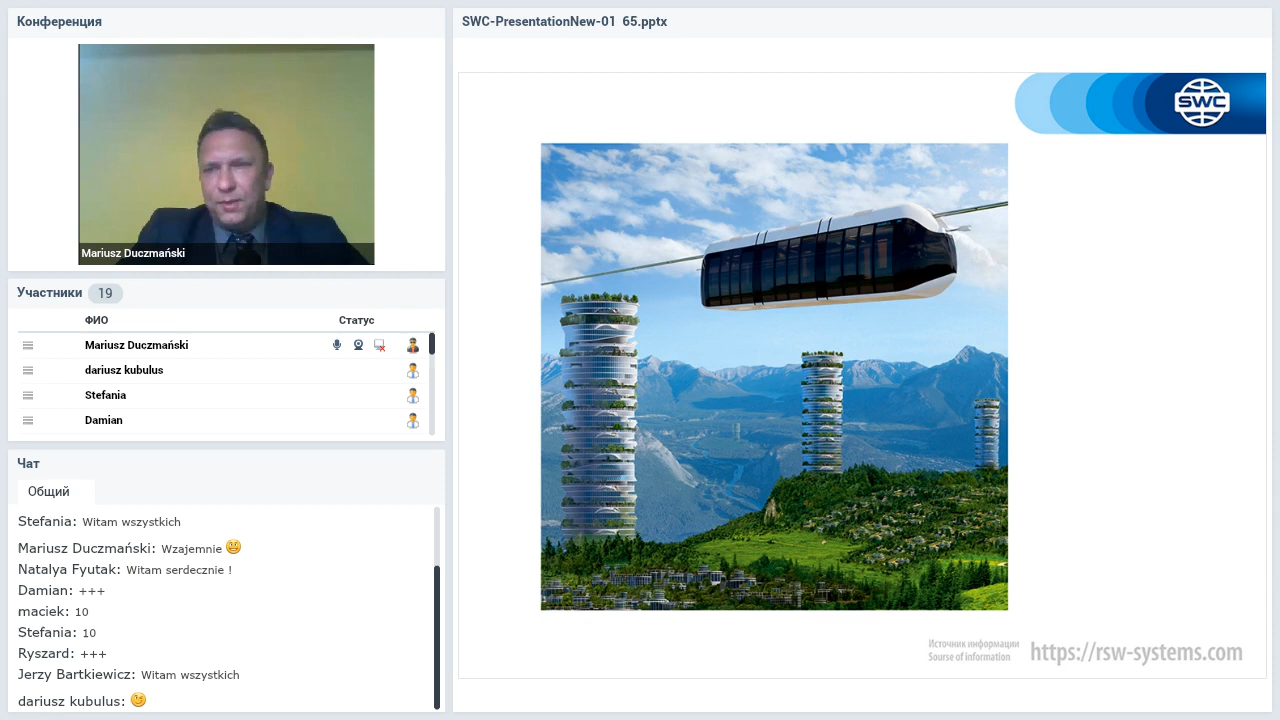 Конференция
Mariusz Duczmański
Участники 19
ФИО Статус
Mariusz Duczmański
dariusz kubulus
Stefania
Damian
Чат
Общий
Stefania: Witam wszystkich
Mariusz Duczmański: Wzajemnie
Natalya Fyutak: Witam serdecznie !
Damian: +++
maciek: 10
Stefania: 10
Ryszard: +++
Jerzy Bartkiewicz: Witam wszystkich
dariusz kubulus:
SWC-PresentationNew-01 65.pptx
SWC
Источник информации
Sourse of information
https://rsw-systems.com